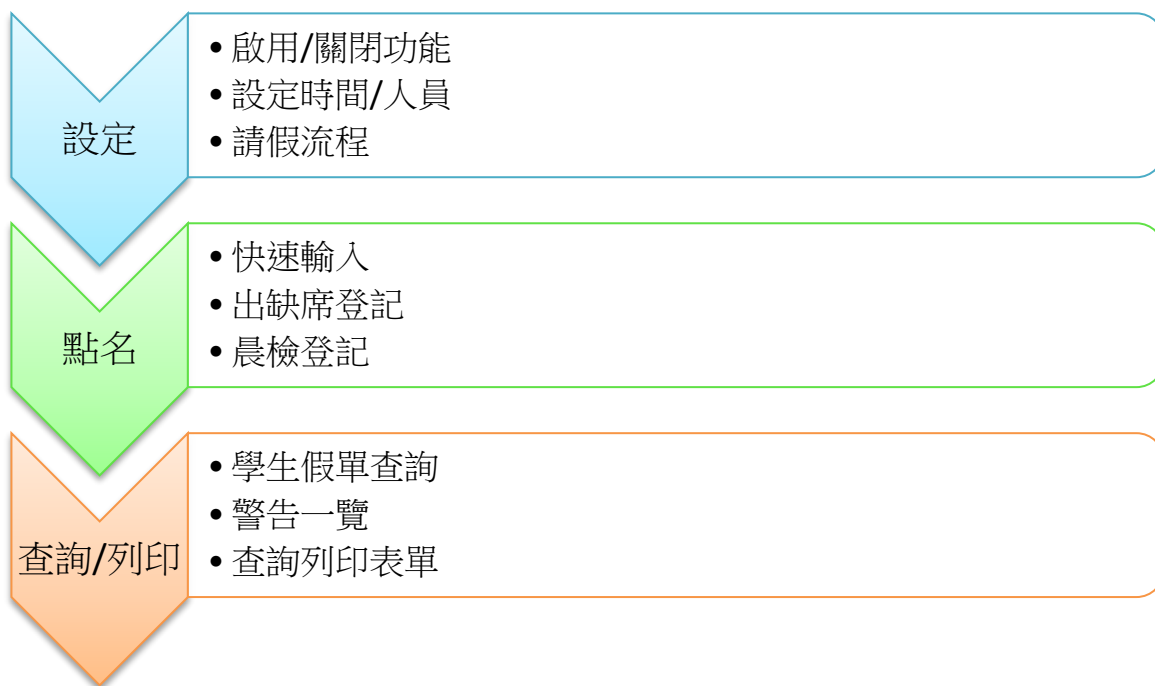 設定
• 啟用/關閉功能
• 設定時間/人員
• 請假流程
點名
• 快速輸入
• 出缺席登記
• 晨檢登記
查詢/列印
• 學生假單查詢
• 警告一覽
• 查詢列印表單